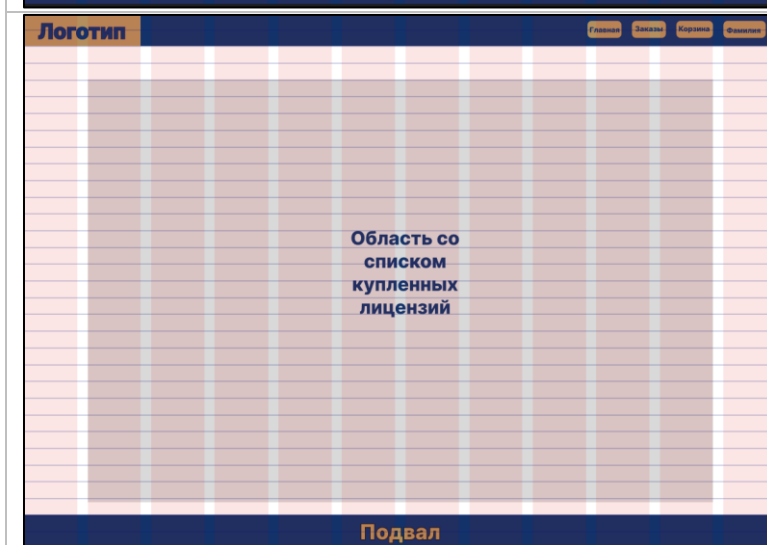 Логотип
Главная Заказы Корзина Фамилия
Область со
списком
купленных
лицензий
Подвал